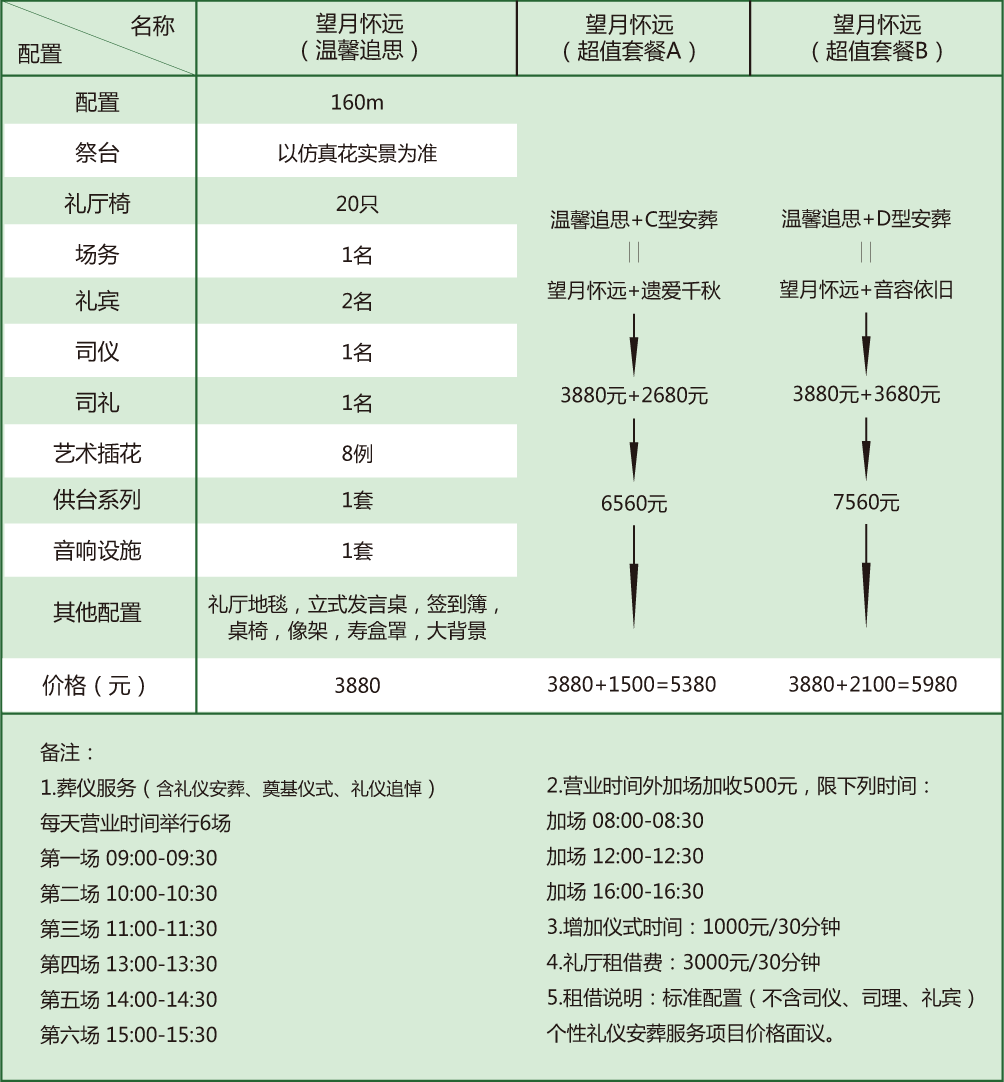 名称
配置
望月怀远
（温馨追思）
望月怀远
（超值套餐A）
望月怀远
（超值套餐B）
配置
160m
祭台
以仿真花实景为准
礼厅椅
20只
场务
1名
礼宾
2名
司仪
1名
司礼
1名
艺术插花
8例
供台系列
1套
音响设施
1套
其他配置
礼厅地毯，立式发言桌，签到簿，
桌椅，像架，寿盒罩，大背景
温馨追思+C型安葬
望月怀远+遗爱千秋
3880元+2680元
6560元
温馨追思+D型安葬
望月怀远+音容依旧
3880元+3680元
7560元
价格（元）
3880
3880+1500=5380
3880+2100=5980
备注：
1.葬仪服务（含礼仪安葬、奠基仪式、礼仪追悼）
每天营业时间举行6场
第一场 09:00-09:30
第二场 10:00-10:30
第三场 11:00-11:30
第四场 13:00-13:30
第五场 14:00-14:30
第六场 15:00-15:30
2.营业时间外加场加收500元，限下列时间：
加场 08:00-08:30
加场 12:00-12:30
加场 16:00-16:30
3.增加仪式时间：1000元/30分钟
4.礼厅租借费：3000元/30分钟
5.租借说明：标准配置（不含司仪、司理、礼宾）
个性礼仪安葬服务项目价格面议。